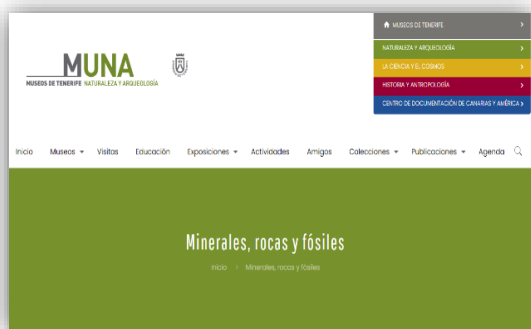 MUSEOS DE TENERIFE
NATURALEZA Y ARQUEOLOGÍA
LA CIENCIA Y EL COSMOS
HISTORIA Y ANTROPOLOGÍA
CENTRO DE DOCUMENTACIÓN DE CANARIAS Y AMÉRICA
MUNA
MUSEOS DE TENERIFE NATURALEZA Y ARQUEOLOGÍA
Inicio Museos Visitas Educación Exposiciones Actividades Amigos Colecciones Publicaciones Agenda
Minerales, rocas y fósiles
Inicio > Minerales, rocas y fósiles